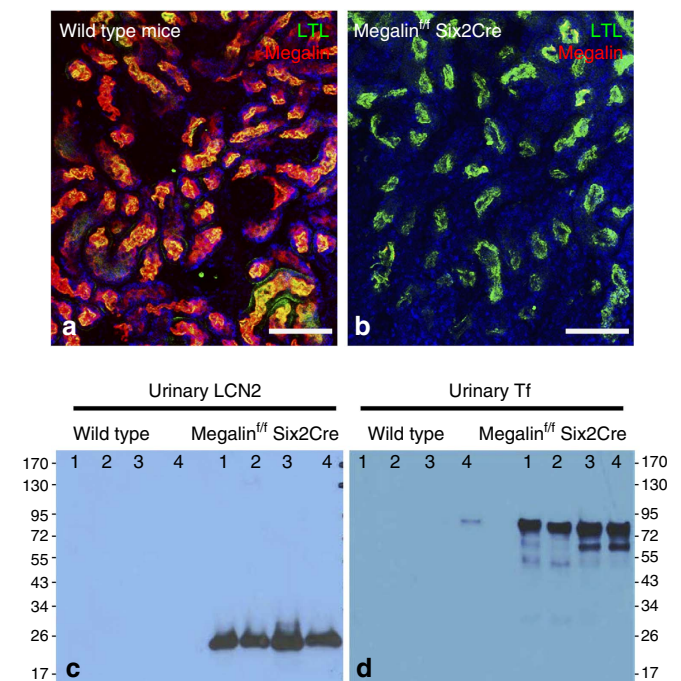 Wild type mice LTL
Megalin
a
Megalinf/f Six2Cre LTL
Megalin
b
Urinary LCN2
Wild type Megalinf/f Six2Cre
1 2 3 4 1 2 3 4
170
130
95
72
55
43
34
26
17
c
Urinary Tf
Wild type Megalinf/f Six2Cre
1 2 3 4 1 2 3 4
170
130
95
72
55
43
34
26
17
d